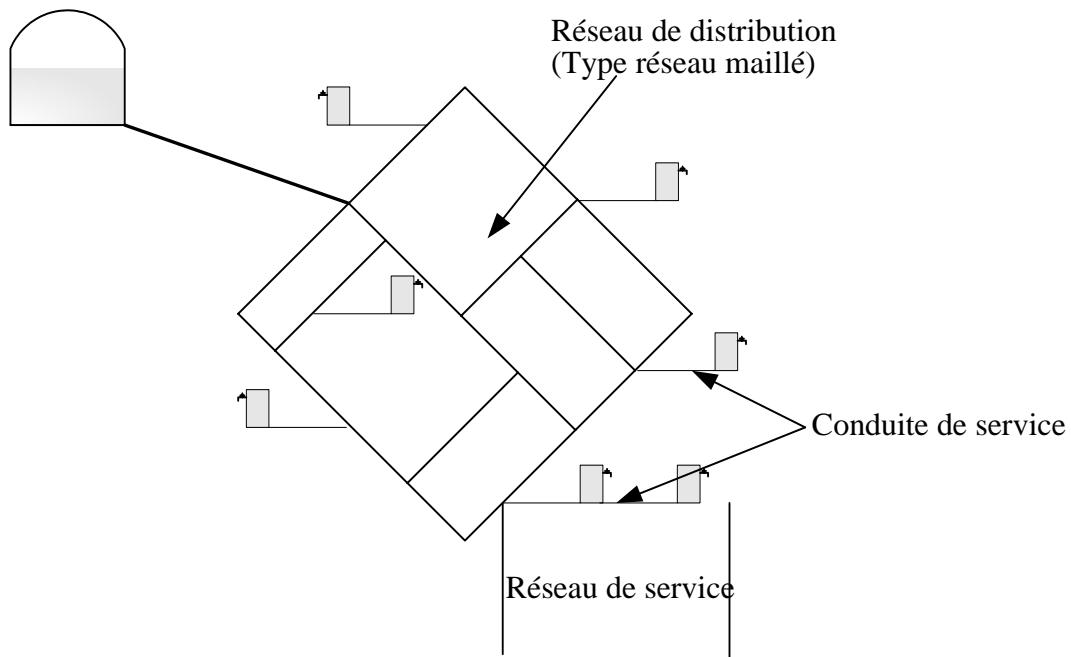 Réseau de distribution
(Type réseau maillé)
Conduite de service
Réseau de service